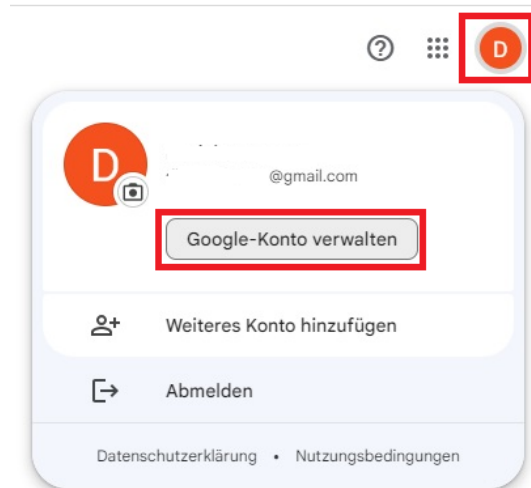 D
D
@gmail.com
Google-Konto verwalten
Weiteres Konto hinzufügen
Abmelden
Datenschutzerklärung • Nutzungsbedingungen